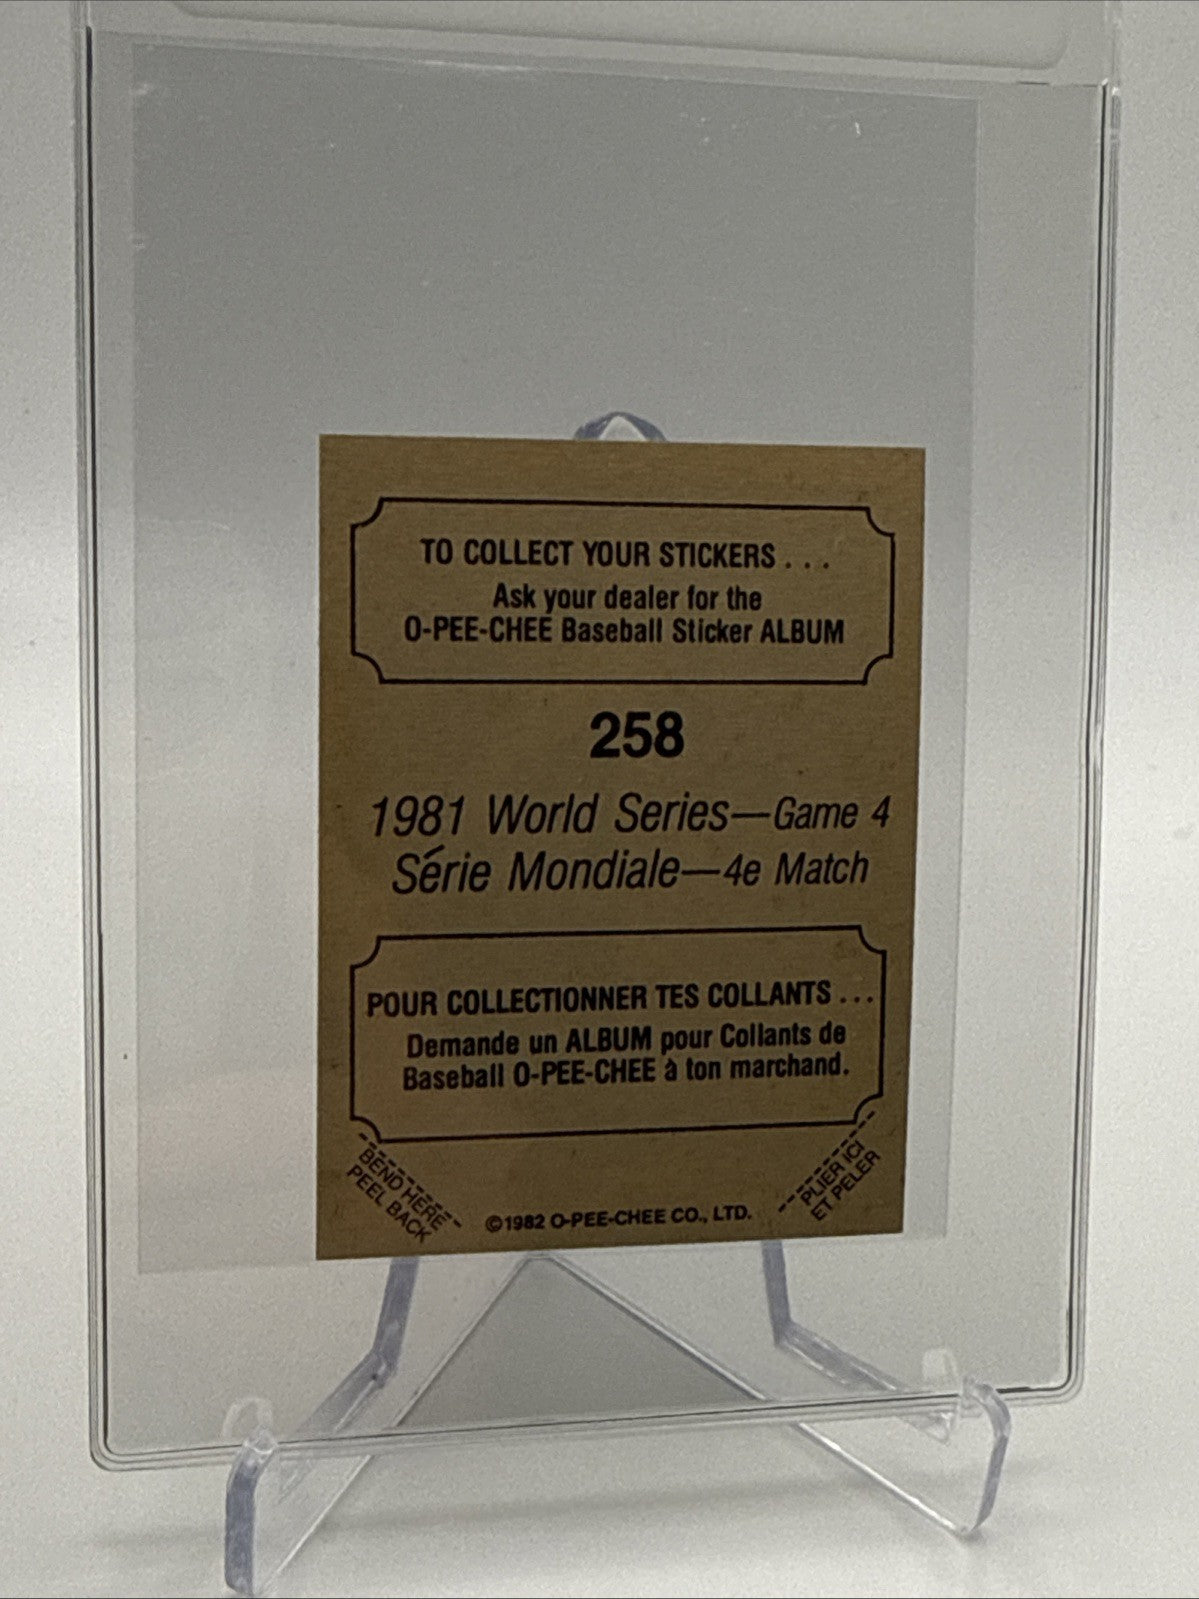 TO COLLECT YOUR STICKERS . . .
Ask your dealer for the
O-PEE-CHEE Baseball Sticker ALBUM
258
1981 World Series—Game 4
Série Mondiale—4e Match
POUR COLLECTIONNER TES COLLANTS . . .
Demande un ALBUM pour Collants de
Baseball O-PEE-CHEE à ton marchand.
BEND HERE
PEEL BACK
©1982 O-PEE-CHEE CO., LTD.
PLIER ICI
ET PELER